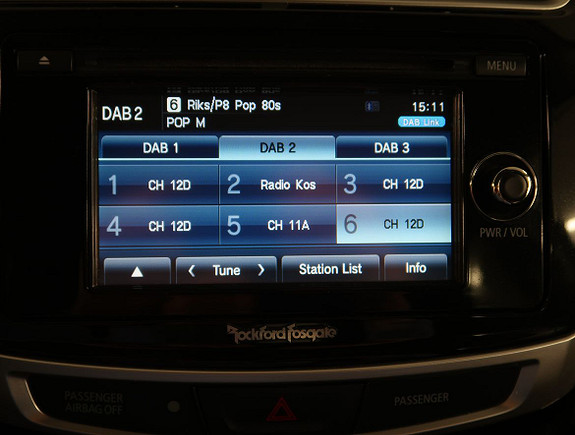 MENU
DAB 2
6 Riks/P8 Pop 80s
15:11
POP M
DAB Link
DAB 1
DAB 2
DAB 3
1 CH 12D
2 Radio Kos
3 CH 12D
4 CH 12D
5 CH 11A
6 CH 12D
PWR / VOL
Tune
Station List
Info
Rockford Fosgate
PASSENGER
AIRBAG OFF
PASSENGER